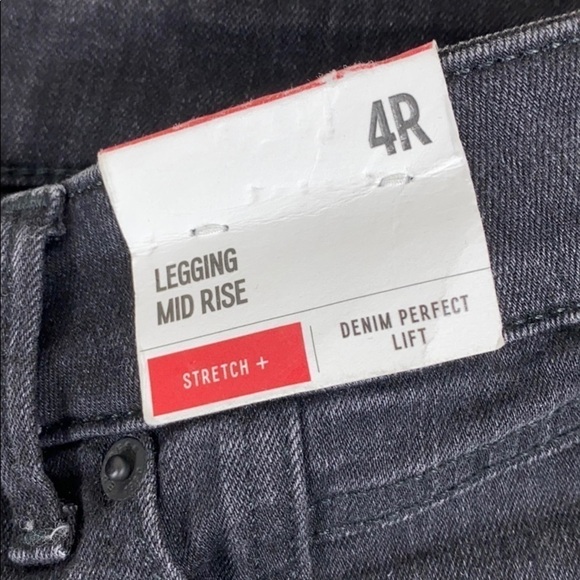 4R
LEGGING
MID RISE
STRETCH +
DENIM PERFECT
LIFT